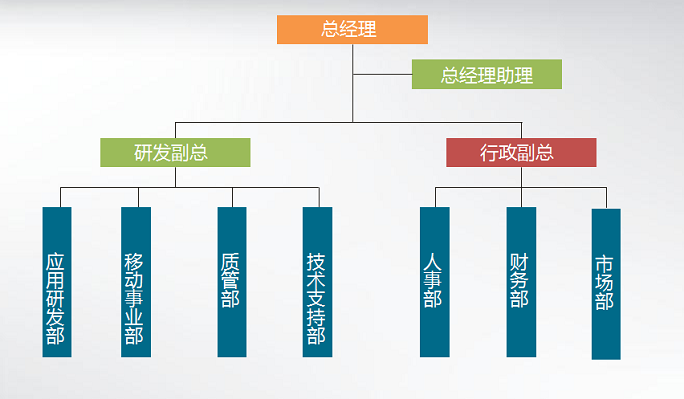 总经理
总经理助理
研发副总
行政副总
应用研发部
移动事业部
质管部
技术支持部
人事部
财务部
市场部